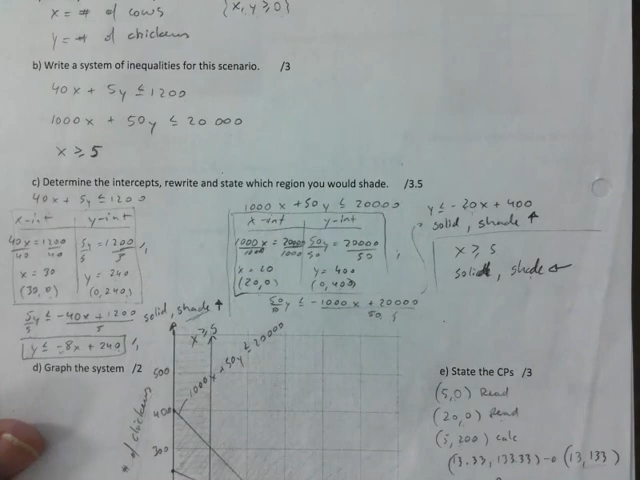 x = # of cows {x, y ≥ 0}
y = # of chickens
b) Write a system of inequalities for this scenario. /3
40x + 5y ≤ 1200
1000x + 50y ≤ 20 000
x ≥ 5
c) Determine the intercepts, rewrite and state which region you would shade. /3.5
40x + 5y ≤ 1200
x-int y-int
40x = 1200 5y = 1200
40 40 5 5
x = 30 y = 240
(30,0) (0,240)
5y ≤ -40x + 1200
5 5
solid, shade ↑
y ≤ -8x + 240
1000x + 50y ≤ 20000
x-int y-int
1000x = 20000 50y = 20000
1000 1000 50 50
x = 20 y = 400
(20,0) (0,400)
50y ≤ -1000x + 20000
50
y ≤ -20x + 400
solid, shade ↑
x ≥ 5
solid, shade
d) Graph the system /2
x ≥ 5
1000x + 50y ≤ 20000
# of chickens
500
400
300
e) State the CPs /3
(5,0) Read
(20,0) Read
(5,200) calc
(13.33, 133.33) → (13,133)